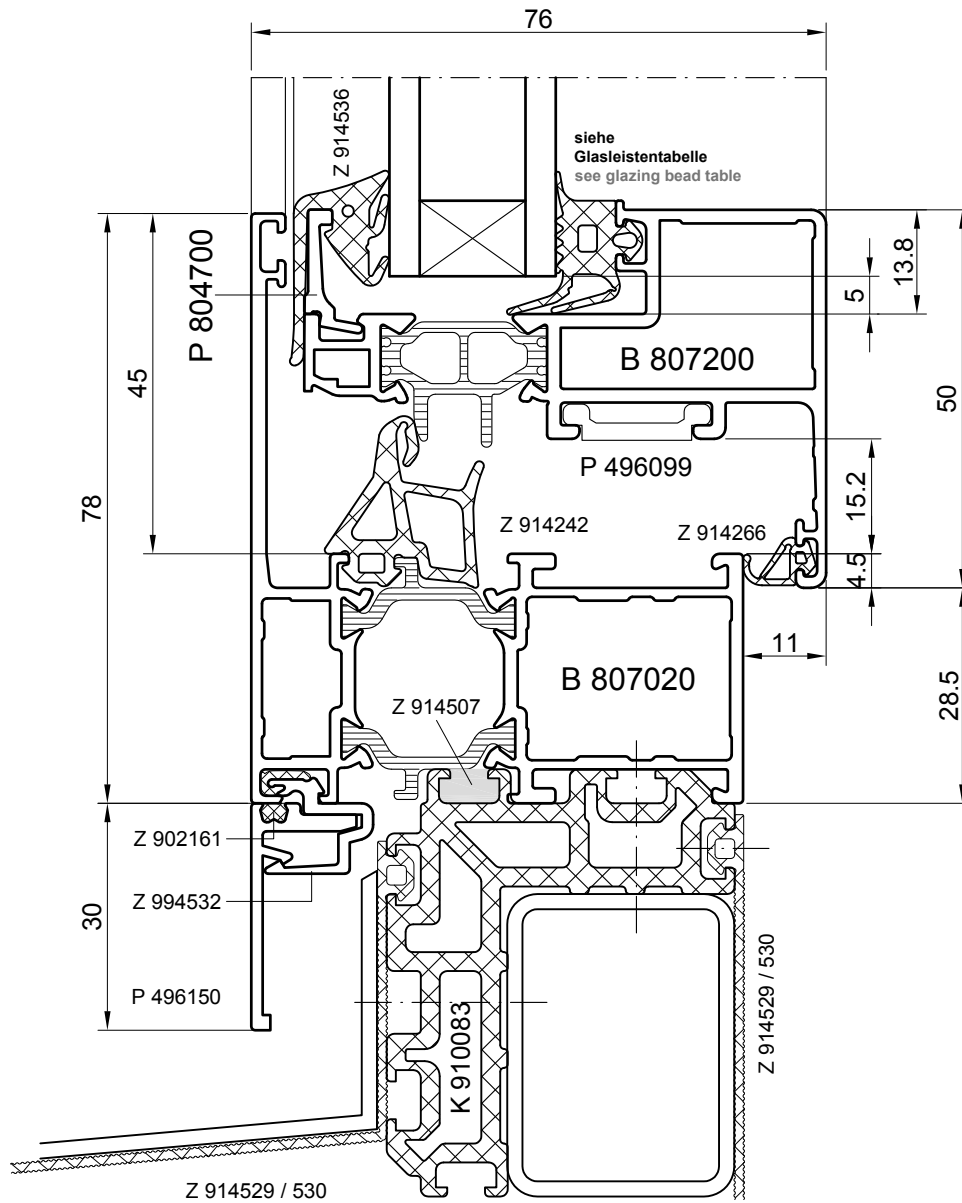 76
Z 914536
siehe
Glasleistentabelle
see glazing bead table
P 804700
13.8
5
B 807200
45
50
P 496099
78
15.2
Z 914242
Z 914266
4.5
11
B 807020
28.5
Z 914507
Z 902161
Z 994532
30
P 496150
K 910083
Z 914529 / 530
Z 914529 / 530